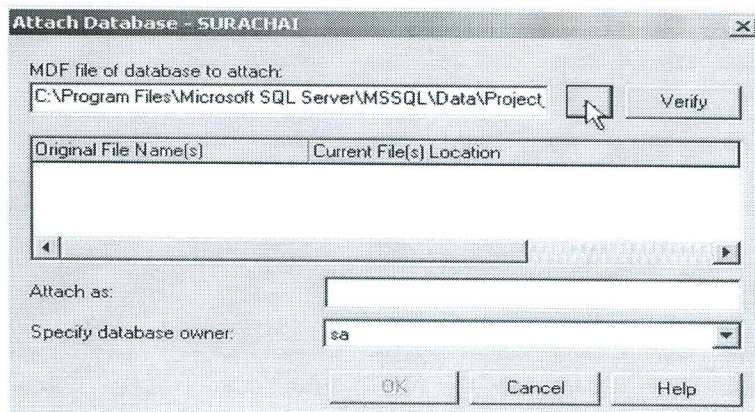 Attach Database - SURACHAI
MDF file of database to attach:
C:\Program Files\Microsoft SQL Server\MSSQL\Data\Project_
Verify
Original File Name(s) Current File(s) Location
Attach as:
Specify database owner: sa
OK Cancel Help